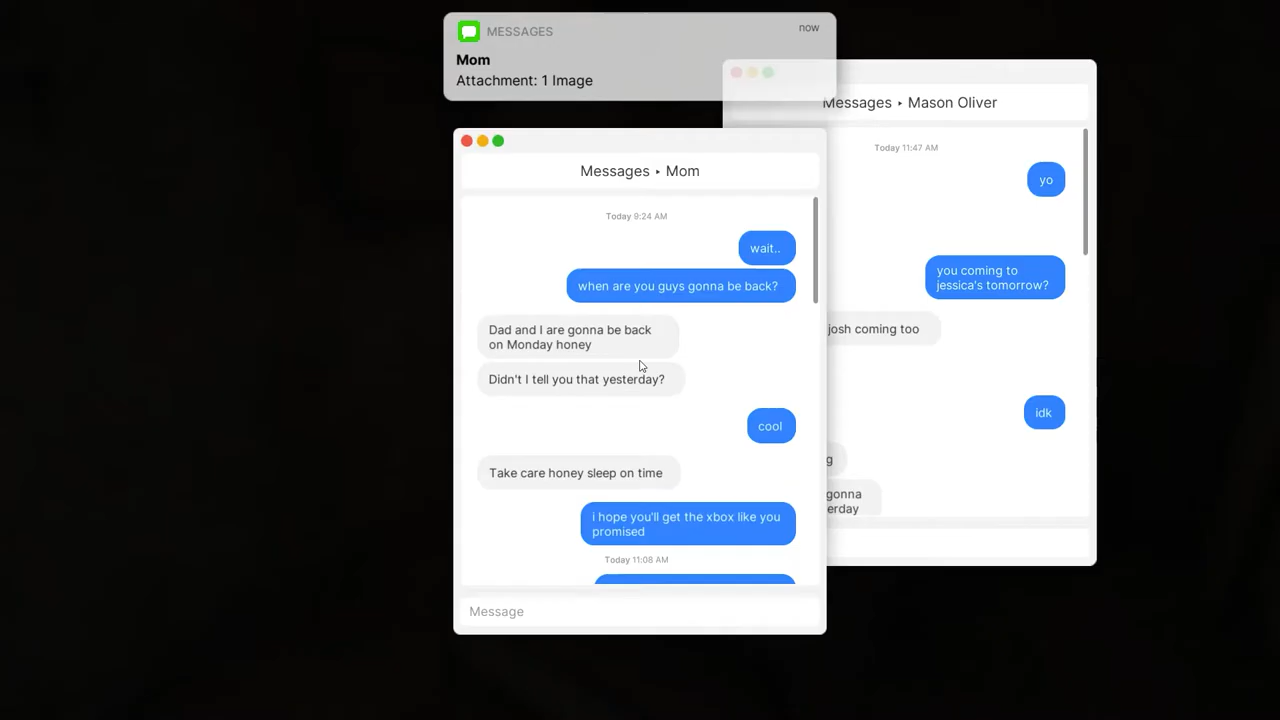 MESSAGES
now
Mom
Attachment: 1 Image
Messages ‣ Mason Oliver
Today 11:47 AM
yo
you coming to
jessica's tomorrow?
josh coming too
idk
g
gonna
erday
Messages ‣ Mom
Today 9:24 AM
wait..
when are you guys gonna be back?
Dad and I are gonna be back
on Monday honey
Didn't I tell you that yesterday?
cool
Take care honey sleep on time
i hope you'll get the xbox like you
promised
Today 11:08 AM
Message